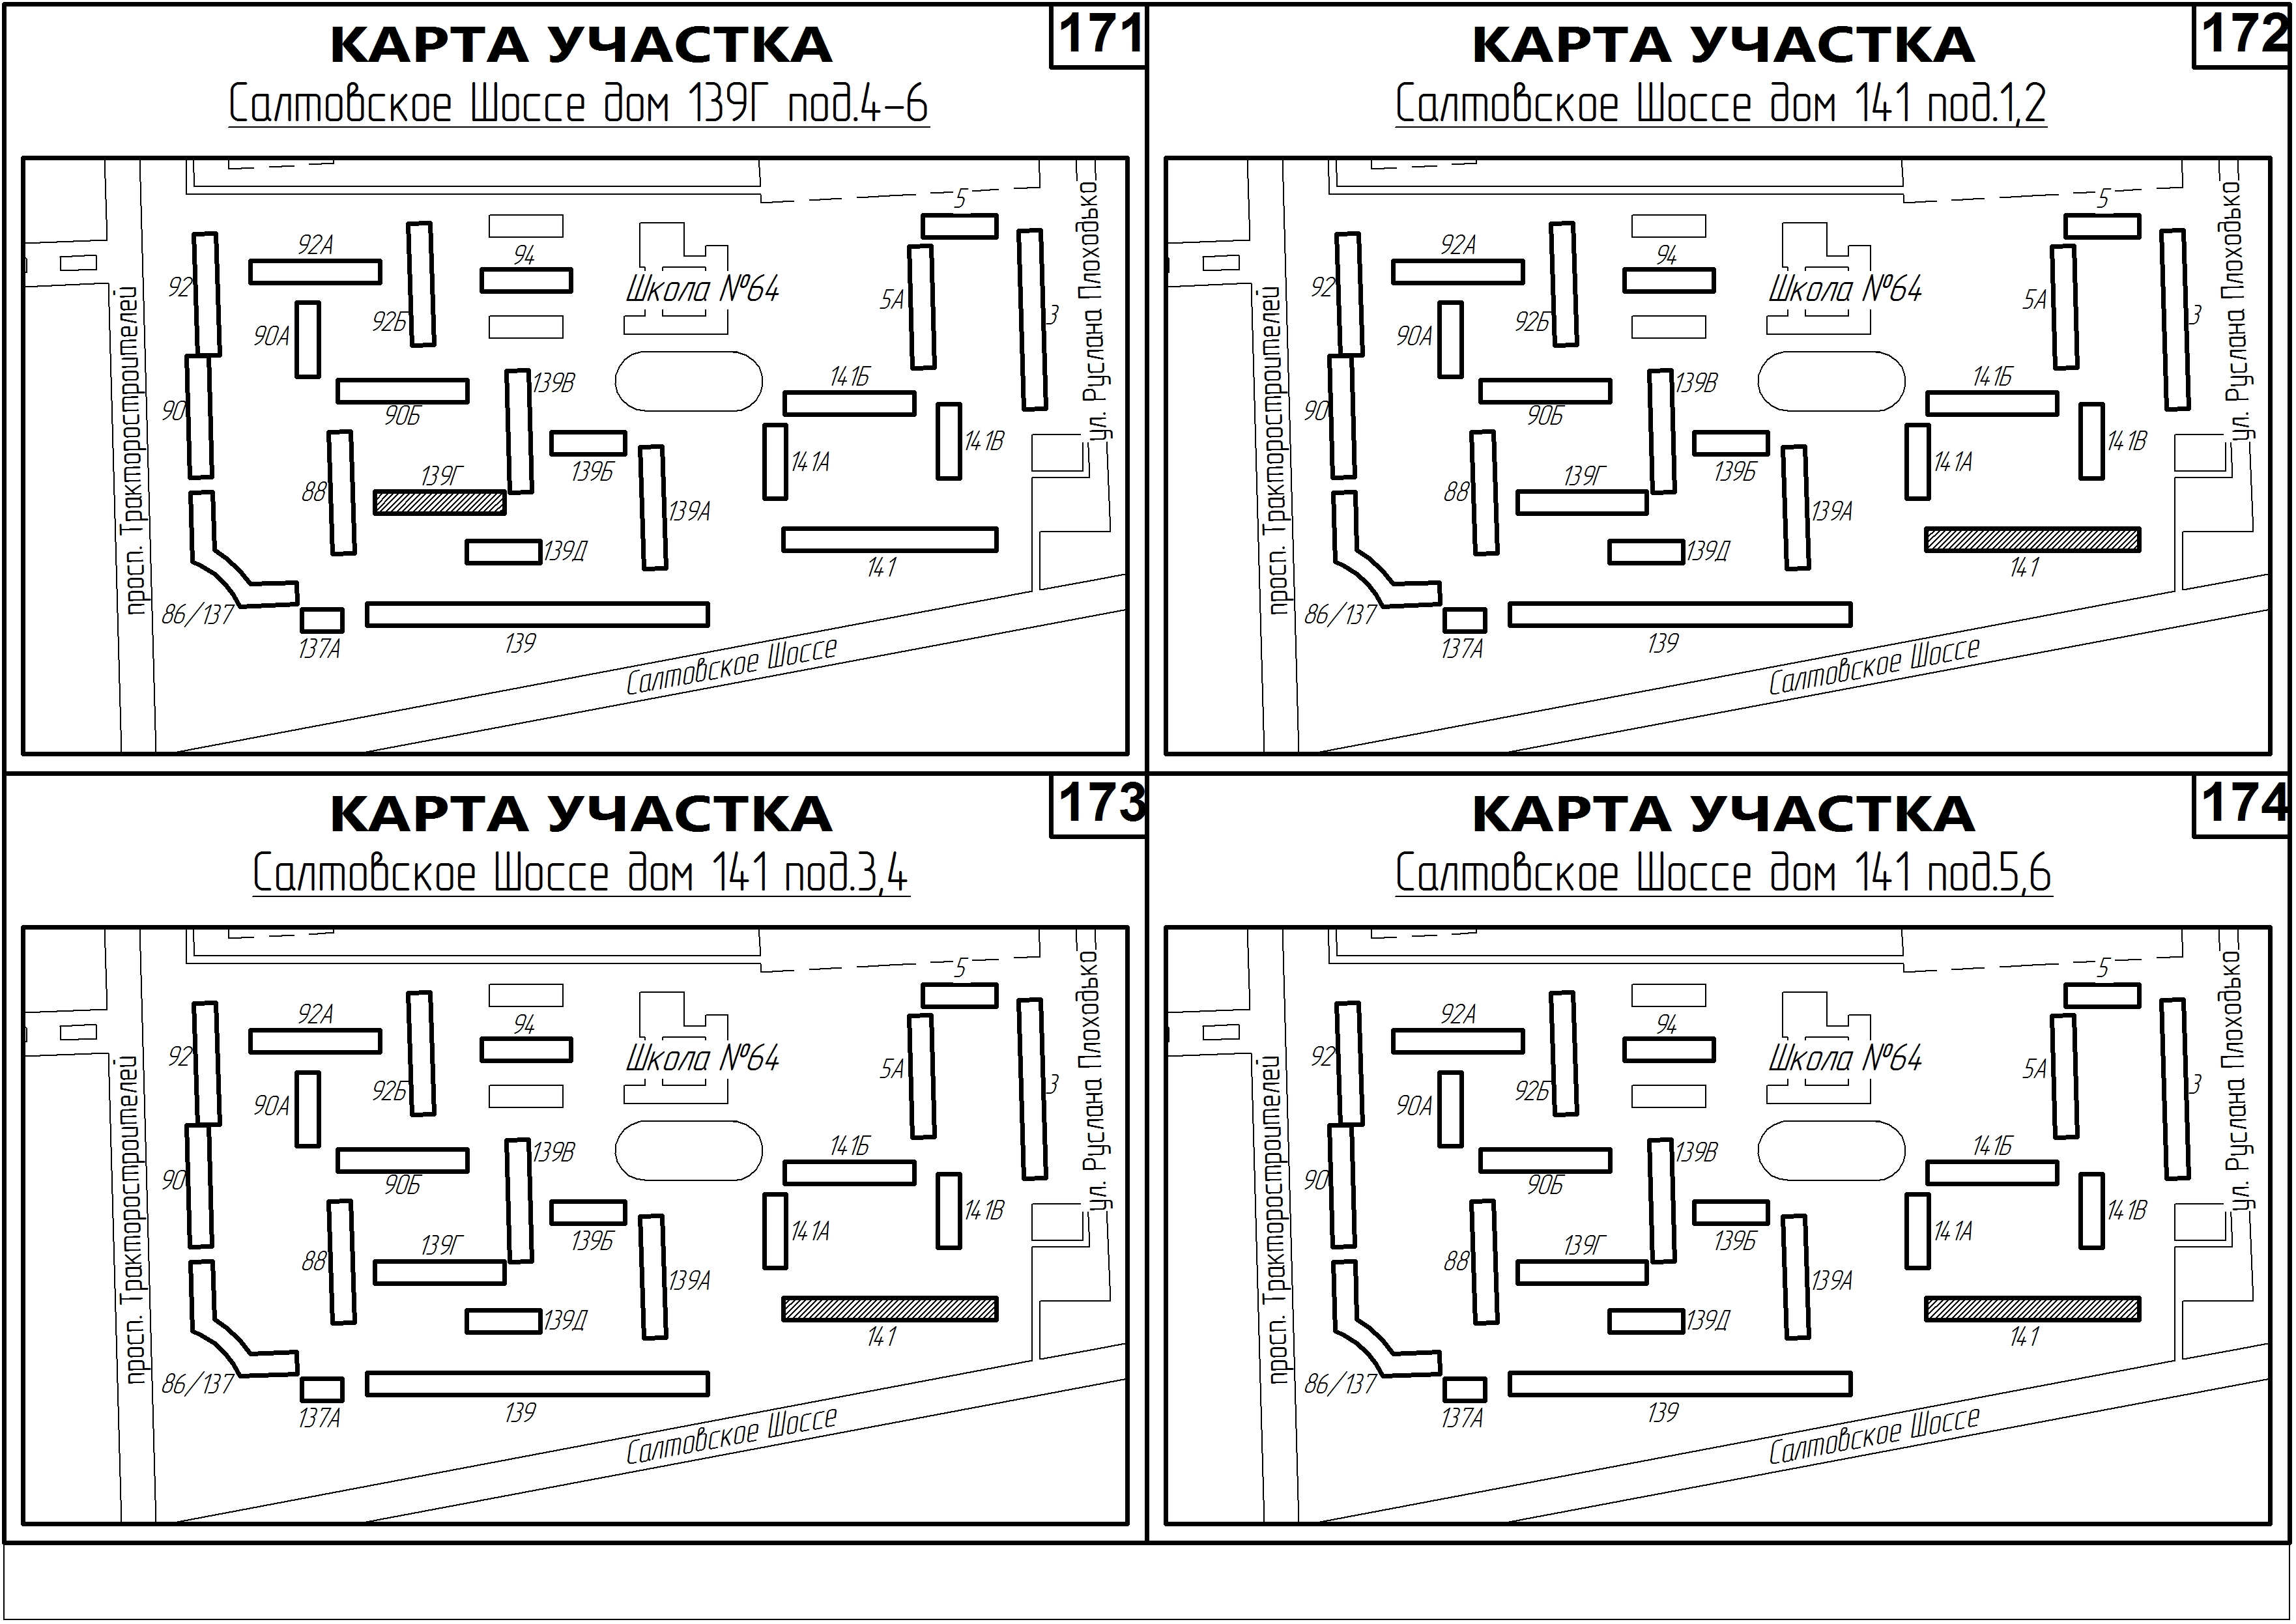 КАРТА УЧАСТКА
171
Салтовское Шоссе дом 139Г под.4-6
5
92А
94
92
Школа №64
5А
3
92Б
90А
139В
141Б
90
90Б
141В
139Б
141А
139Г
88
139А
139Д
141
86/137
137А
139
Салтовское Шоссе
просп. Тракторостроителей
ул. Руслана Плоходько
КАРТА УЧАСТКА
172
Салтовское Шоссе дом 141 под.1,2
5
92А
94
92
Школа №64
5А
3
92Б
90А
139В
141Б
90
90Б
141В
139Б
141А
139Г
88
139А
139Д
141
86/137
137А
139
Салтовское Шоссе
просп. Тракторостроителей
ул. Руслана Плоходько
КАРТА УЧАСТКА
173
Салтовское Шоссе дом 141 под.3,4
5
92А
94
92
Школа №64
5А
3
92Б
90А
139В
141Б
90
90Б
141В
139Б
141А
139Г
88
139А
139Д
141
86/137
137А
139
Салтовское Шоссе
просп. Тракторостроителей
ул. Руслана Плоходько
КАРТА УЧАСТКА
174
Салтовское Шоссе дом 141 под.5,6
5
92А
94
92
Школа №64
5А
3
92Б
90А
139В
141Б
90
90Б
141В
139Б
141А
139Г
88
139А
139Д
141
86/137
137А
139
Салтовское Шоссе
просп. Тракторостроителей
ул. Руслана Плоходько